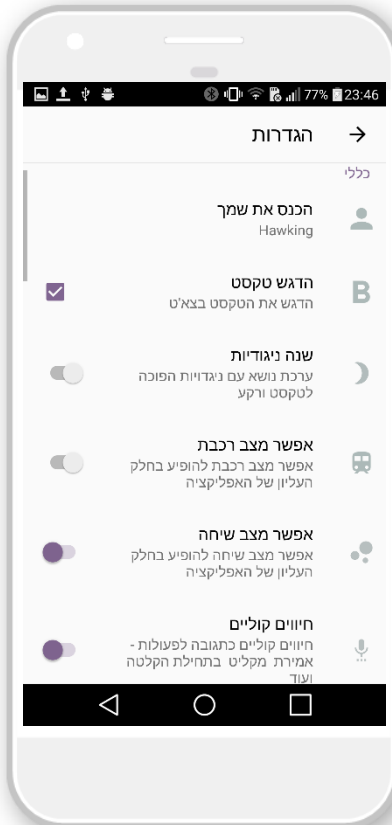 77% 23:46
הגדרות
כללי
הכנס את שמך
Hawking
B
הדגש טקסט
הדגש את הטקסט בצא'ט
שנה ניגודיות
ערכת נושא עם ניגדויות הפוכה
לטקסט ורקע
אפשר מצב רכבת
אפשר מצב רכבת להופיע בחלק
העליון של האפליקציה
אפשר מצב שיחה
אפשר מצב שיחה להופיע בחלק
העליון של האפליקציה
חיווים קוליים
חיווים קוליים כתגובה לפעולות -
אמירת מקליט בתחילת הקלטה
ועוד